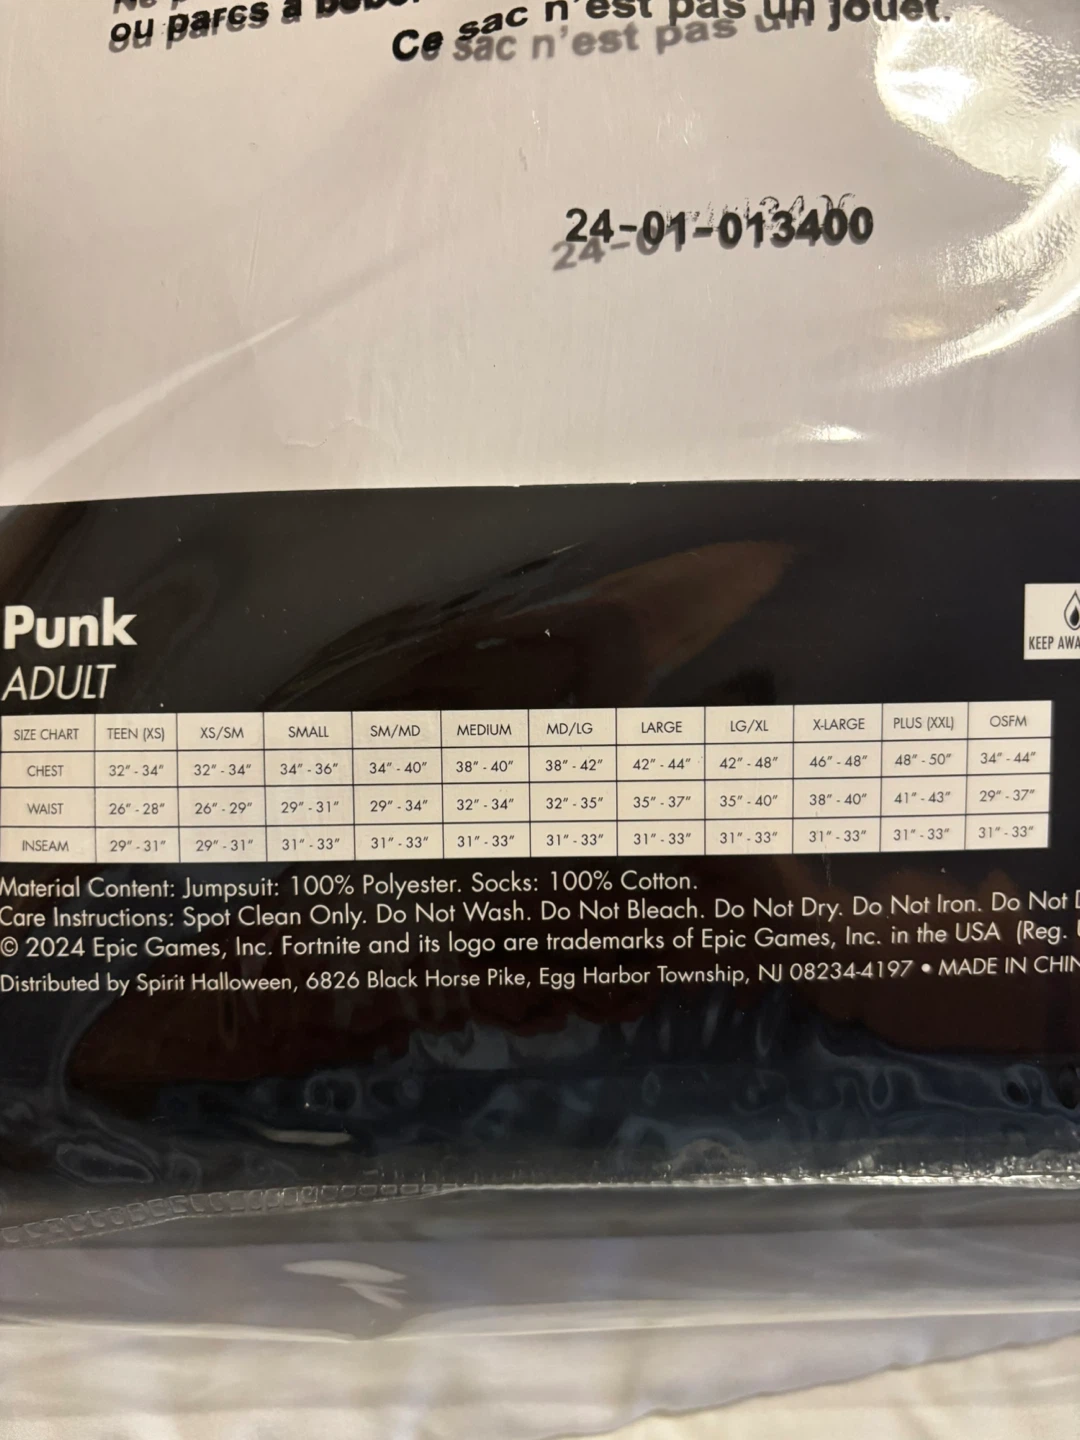 ou parcs à
Ce sac n'est pas un jouet.
24-01-013400
Punk
ADULT
KEEP
SIZE CHART TEEN (XS) XS/SM SMALL SM/MD MEDIUM MD/LG LARGE LG/XL X-LARGE PLUS (XXL) OSFM
CHEST 32" - 34" 32" - 34" 34" - 36" 34" - 40" 38" - 40" 38" - 42" 42" - 44" 42" - 48" 46" - 48" 48" - 50" 34" - 44"
WAIST 26" - 28" 26" - 29" 29" - 31" 29" - 34" 32" - 34" 32" - 35" 35" - 37" 35" - 40" 38" - 40" 41" - 43" 29" - 37"
INSEAM 29" - 31" 29" - 31" 31" - 33" 31" - 33" 31" - 33" 31" - 33" 31" - 33" 31" - 33" 31" - 33" 31" - 33" 31" - 33"
Material Content: Jumpsuit: 100% Polyester. Socks: 100% Cotton.
Care Instructions: Spot Clean Only. Do Not Wash. Do Not Bleach. Do Not Dry. Do Not Iron. Do Not
© 2024 Epic Games, Inc. Fortnite and its logo are trademarks of Epic Games, Inc. in the USA (Reg.
Distributed by Spirit Halloween, 6826 Black Horse Pike, Egg Harbor Township, NJ 08234-4197 • MADE IN